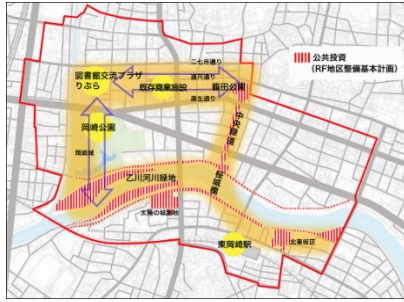 公共投資
(RF地区整備基本計画)
二七市通り
連尺通り
図書館交流プラザ
りぶら
既存商業施設
籠田公園
康生通り
岡崎公園
中央緑道
岡崎城
乙川河川緑地
桜城橋
太陽の城跡地
東岡崎駅
北東街区